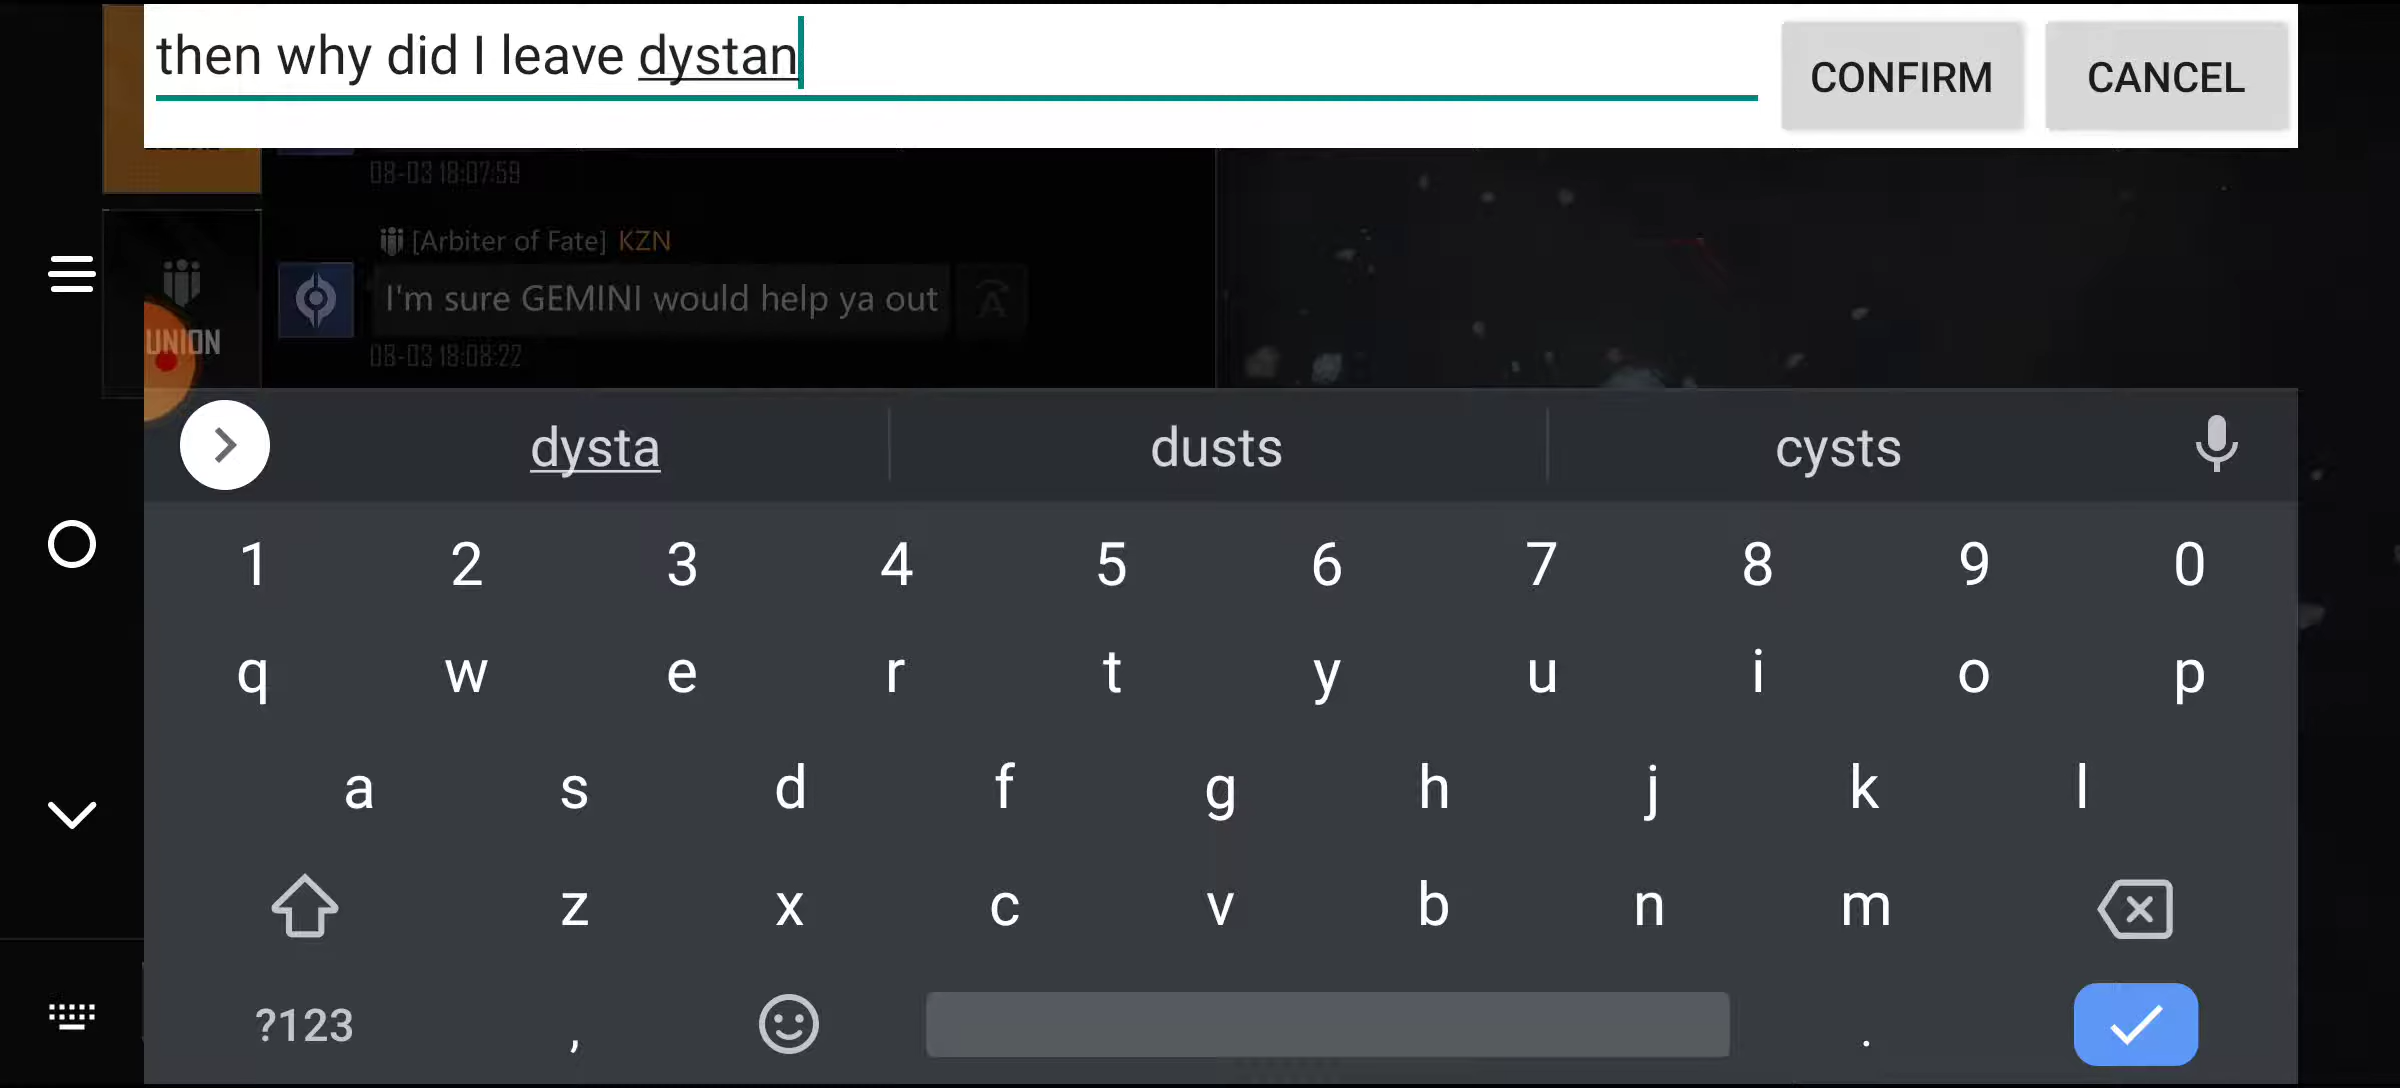 then why did I leave dystan
CONFIRM
CANCEL
08-03 18:07:59
[Arbiter of Fate] KZN
I'm sure GEMINI would help ya out
A
UNION
08-03 18:08:22
dysta
dusts
cysts
1 2 3 4 5 6 7 8 9 0
q w e r t y u i o p
a s d f g h j k l
z x c v b n m
?123 , .